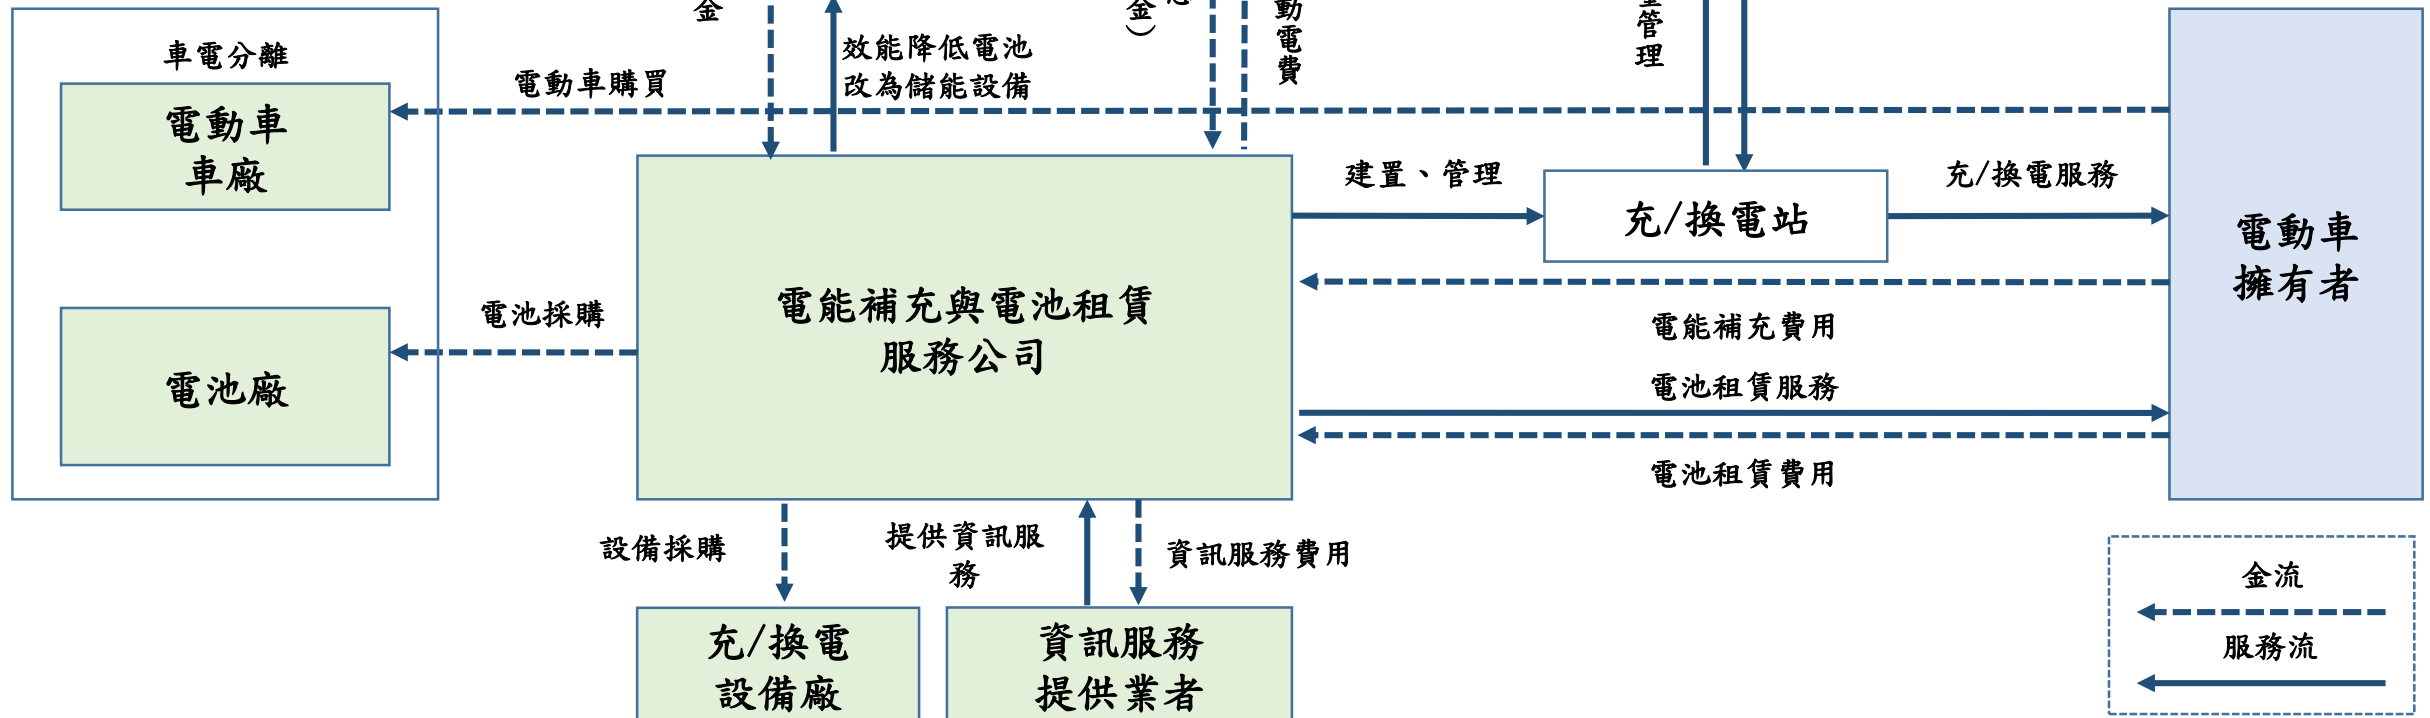 金
金）
動電費
管理
車電分離
電動車
車廠
電動車購買
效能降低電池
改為儲能設備
建置、管理
充/換電站
充/換電服務
電動車
擁有者
電池廠
電池採購
電能補充與電池租賃
服務公司
電能補充費用
電池租賃服務
電池租賃費用
設備採購
提供資訊服
務
資訊服務費用
充/換電
設備廠
資訊服務
提供業者
金流
服務流